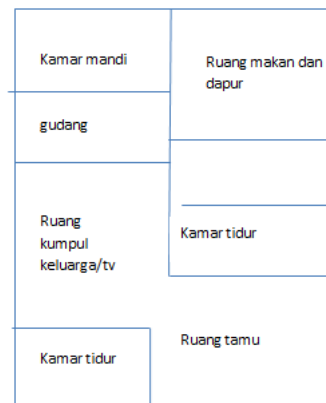 Kamar mandi
Ruang makan dan
dapur
gudang
Ruang
kumpul
keluarga/tv
Kamar tidur
Kamar tidur
Ruang tamu